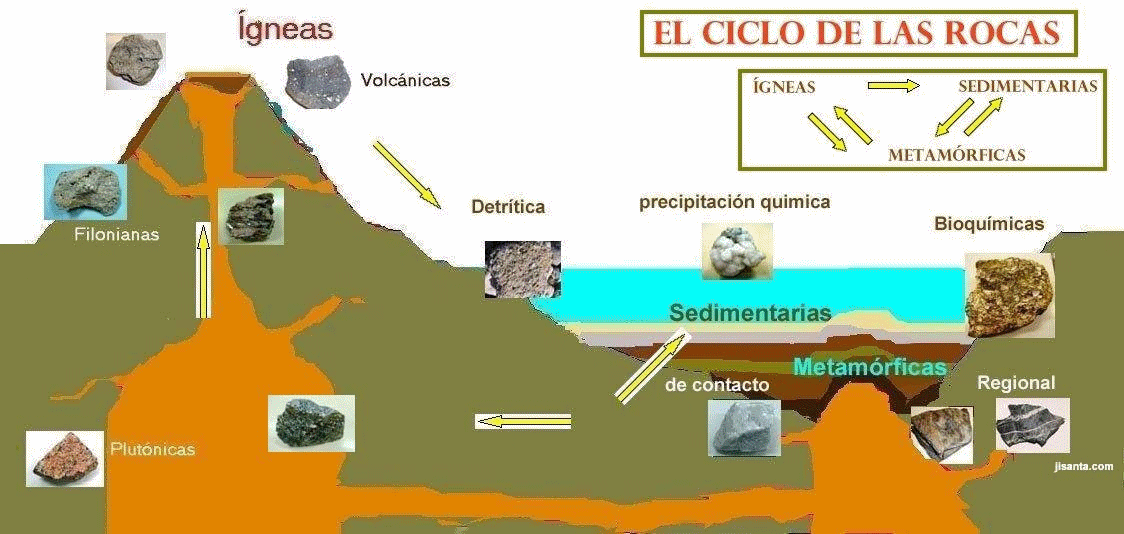 Ígneas
EL CICLO DE LAS ROCAS
Volcánicas
ÍGNEAS
SEDIMENTARIAS
METAMÓRFICAS
Detrítica
precipitación quimica
Bioquímicas
Filonianas
Sedimentarias
Metamórficas
de contacto
Regional
Plutónicas
jisanta.com